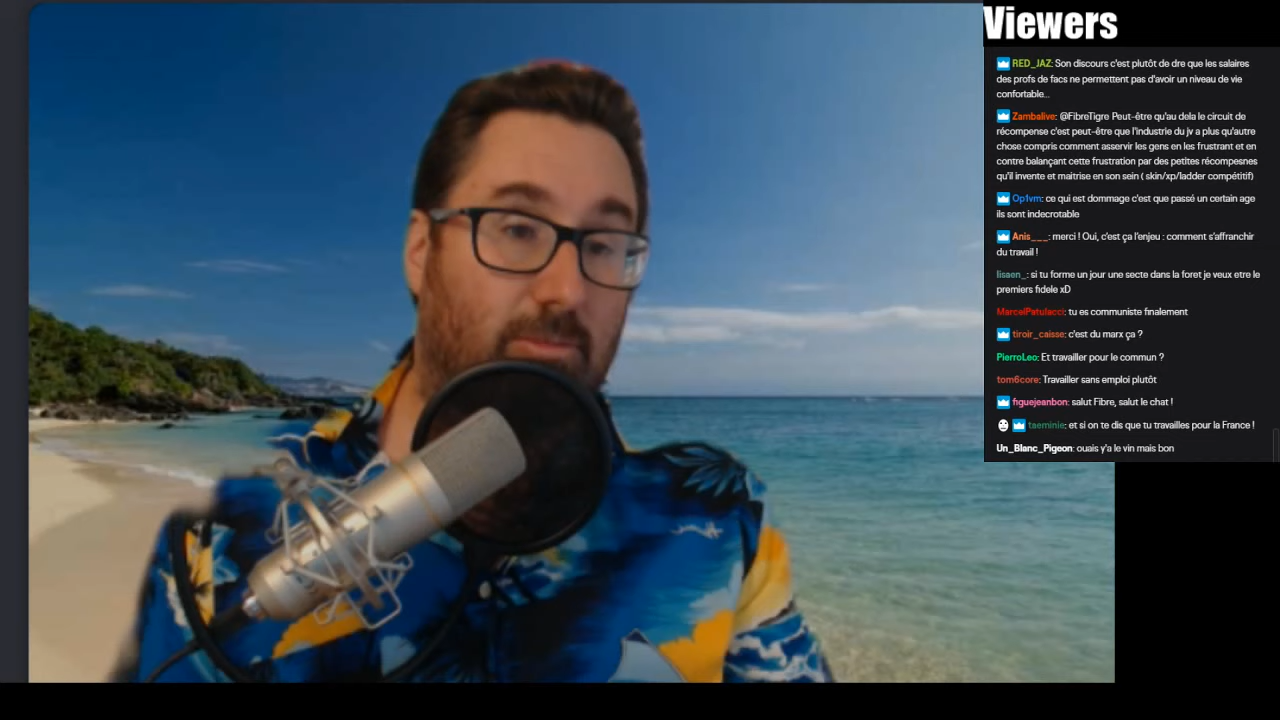 Viewers
RED_JAZ: Son discours c'est plutôt de dre que les salaires
des profs de facs ne permettent pas d'avoir un niveau de vie
confortable...
Zambalive: @FibreTigre Peut-être qu'au dela le circuit de
récompense c'est peut-être que l'industrie du jv a plus qu'autre
chose compris comment asservir les gens en les frustrant et en
contre balançant cette frustration par des petites récompesnes
qu'il invente et maitrise en son sein ( skin/xp/ladder compétitif)
Op1vm: ce qui est dommage c'est que passé un certain age
ils sont indecrotable
Anis___: merci ! Oui, c'est ça l'enjeu : comment s'affranchir
du travail !
lisaen_: si tu forme un jour une secte dans la foret je veux etre le
premiers fidele xD
MarcelPatulacci: tu es communiste finalement
tiroir_caisse: c'est du marx ça ?
PierroLeo: Et travailler pour le commun ?
tom6core: Travailler sans emploi plutôt
figuejeanbon: salut Fibre, salut le chat !
taeminie: et si on te dis que tu travailles pour la France !
Un_Blanc_Pigeon: ouais y'a le vin mais bon